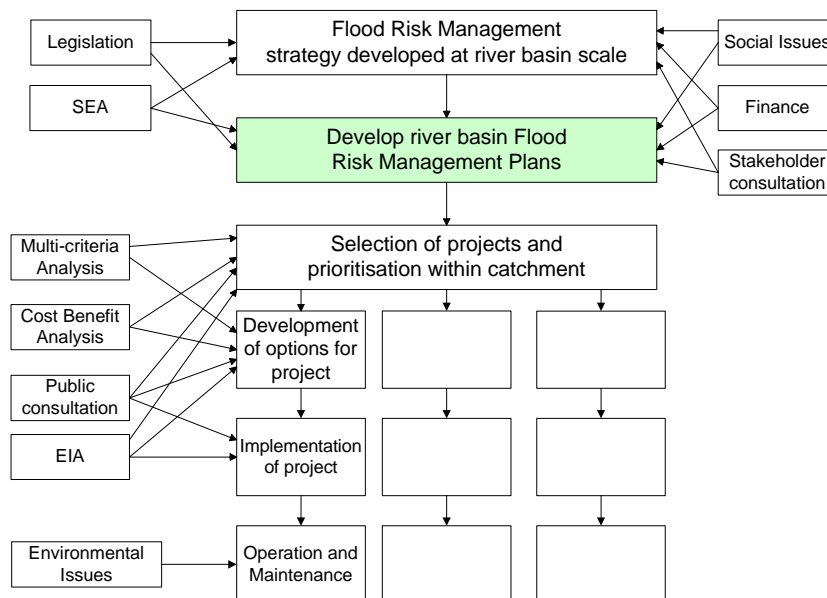 Legislation
SEA
Flood Risk Management
strategy developed at river basin scale
Social Issues
Finance
Stakeholder
consultation
Develop river basin Flood
Risk Management Plans
Multi-criteria
Analysis
Cost Benefit
Analysis
Public
consultation
EIA
Selection of projects and
prioritisation within catchment
Development
of options for
project
Implementation
of project
Environmental
Issues
Operation and
Maintenance